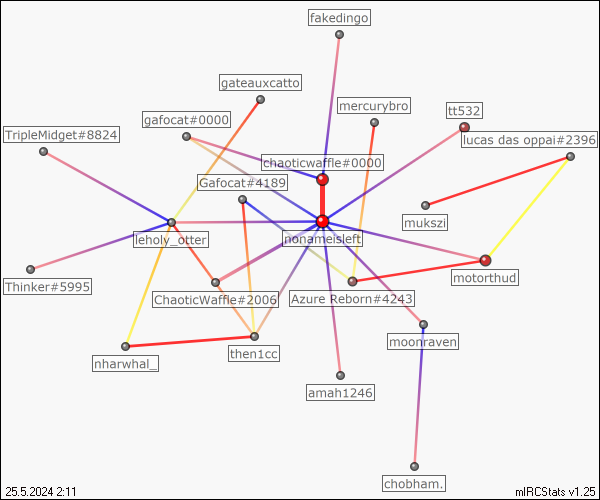 fakedingo
gateauxcatto
mercurybro
gafocat#0000
tt532
TripleMidget#8824
lucas das oppai#2396
chaoticwaffle#0000
Gafocat#4189
mukszi
leholy_otter
nonameisleft
motorthud
Thinker#5995
ChaoticWaffle#2006
Azure Reborn#4243
moonraven
then1cc
nharwhal_
amah1246
chobham.
25.5.2024 2:11
mIRCStats v1.25